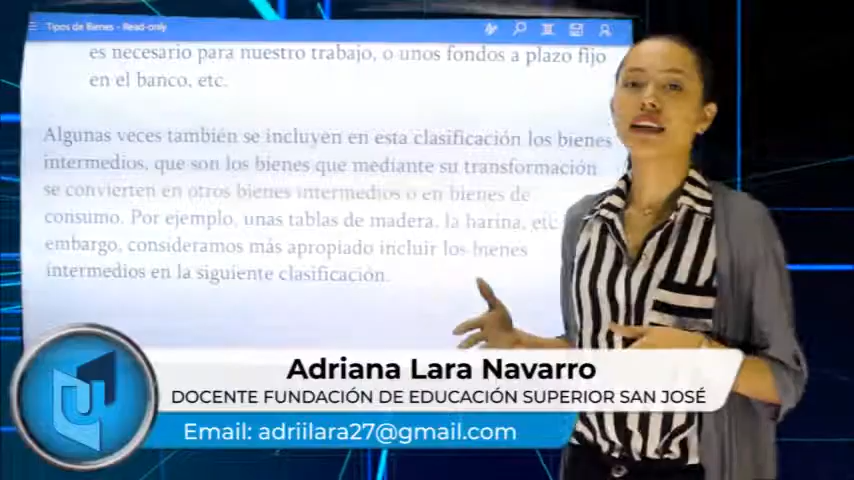 Tipos de Bienes - Read-only
es necesario para nuestro trabajo, o unos fondos a plazo fijo
en el banco, etc.
Algunas veces también se incluyen en esta clasificación los bienes
intermedios, que son los bienes que mediante su transformación
se convierten en otros bienes intermedios o en bienes de
consumo. Por ejemplo, unas tablas de madera, la harina, etc
embargo, consideramos más apropiado incluir los bienes
intermedios en la siguiente clasificación.
Adriana Lara Navarro
DOCENTE FUNDACIÓN DE EDUCACIÓN SUPERIOR SAN JOSÉ
Email: adriilara27@gmail.com